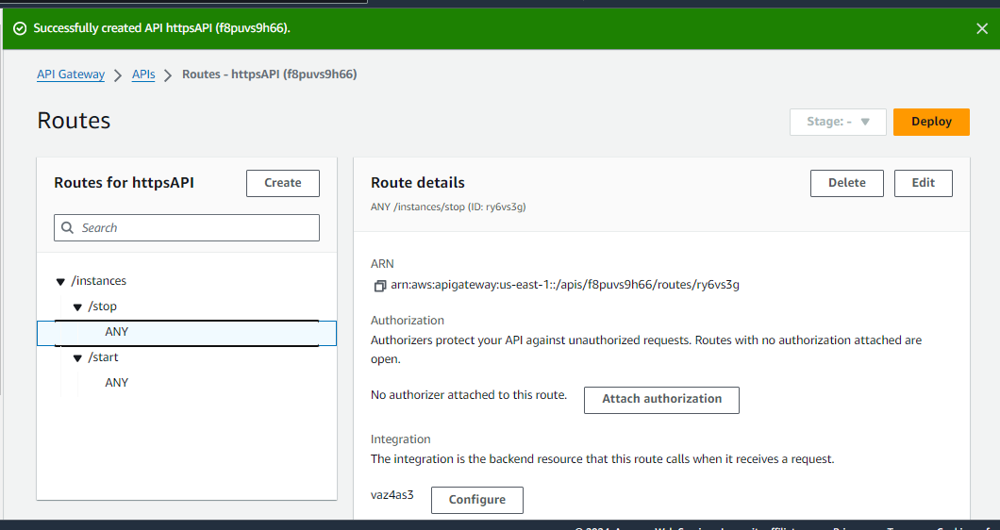 Successfully created API httpsAPI (f8puvs9h66).
API Gateway > APIs > Routes - httpsAPI (f8puvs9h66)
Routes
Stage: -
Deploy
Routes for httpsAPI
Create
Search
/instances
/stop
ANY
/start
ANY
Route details
Delete
Edit
ANY /instances/stop (ID: ry6vs3g)
ARN
arn:aws:apigateway:us-east-1::/apis/f8puvs9h66/routes/ry6vs3g
Authorization
Authorizers protect your API against unauthorized requests. Routes with no authorization attached are
open.
No authorizer attached to this route.
Attach authorization
Integration
The integration is the backend resource that this route calls when it receives a request.
vaz4as3
Configure